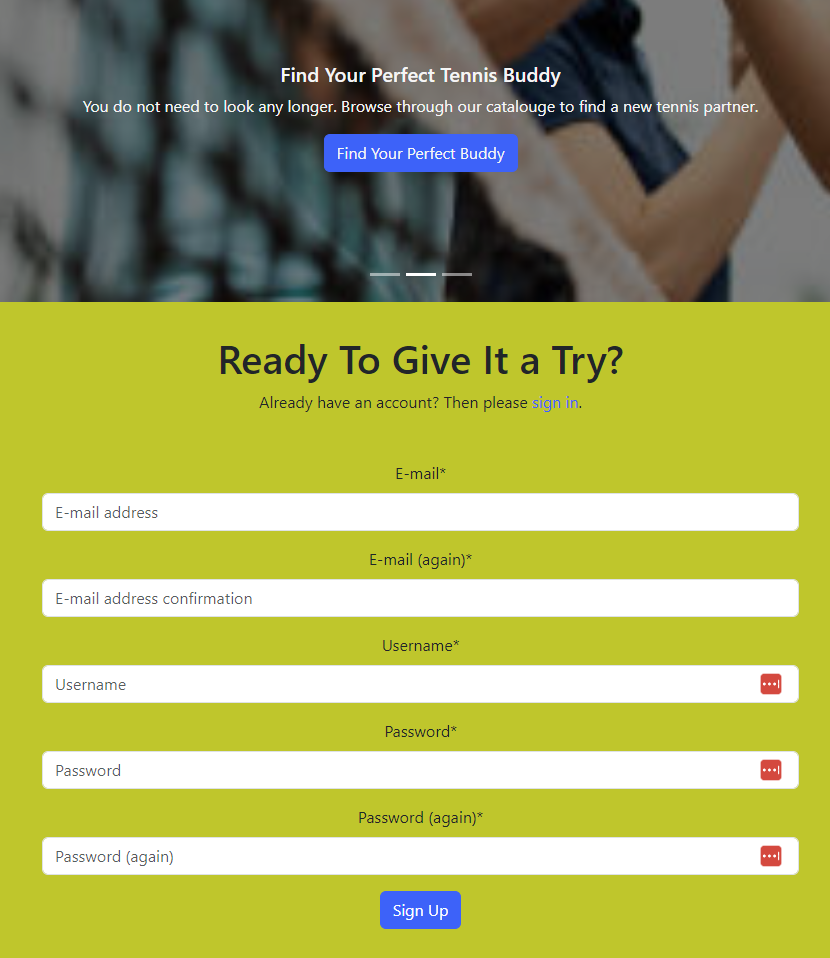 Find Your Perfect Tennis Buddy
You do not need to look any longer. Browse through our catalouge to find a new tennis partner.
Find Your Perfect Buddy
Ready To Give It a Try?
Already have an account? Then please sign in.
E-mail*
E-mail address
E-mail (again)*
E-mail address confirmation
Username*
Username
Password*
Password
Password (again)*
Password (again)
Sign Up